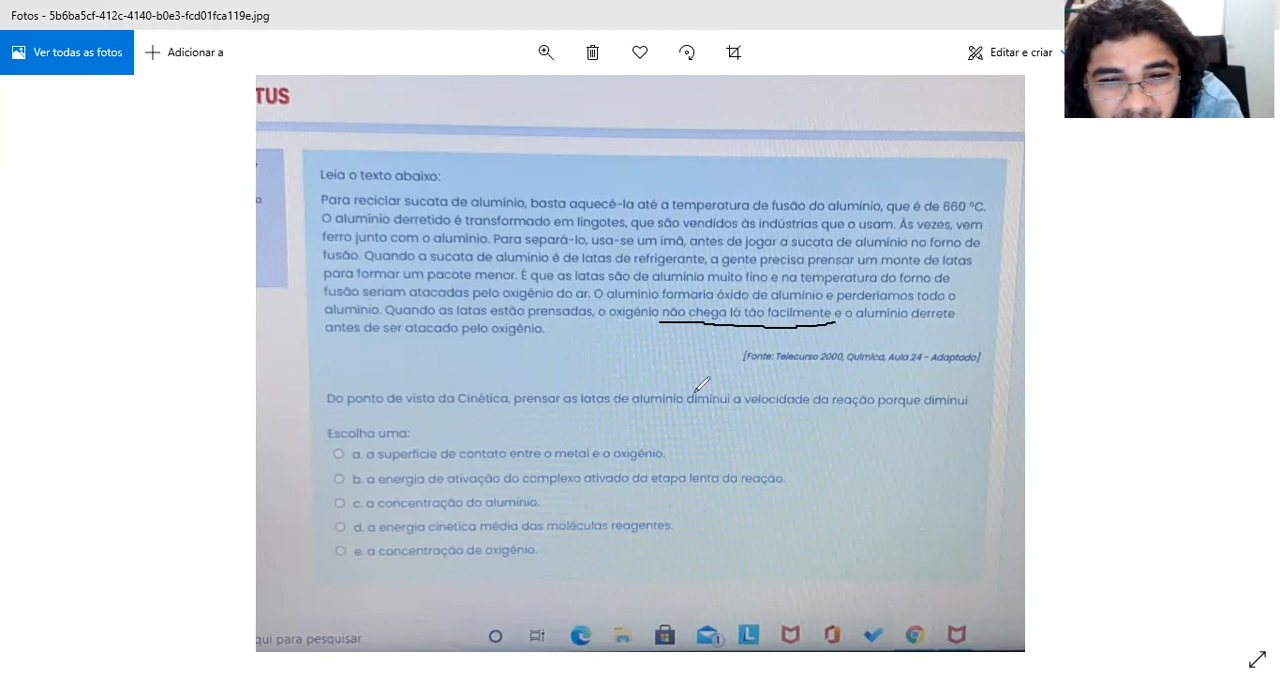 Fotos - 5b6ba5cf-412c-4140-b0e3-fcd01fca119e.jpg
Ver todas as fotos
Adicionar a
Editar e criar
TUS
a
Leia o texto abaixo:
Para reciclar sucata de alumínio, basta aquecê-la até a temperatura de fusão do alumínio, que é de 660 ºC.
O alumínio derretido é transformado em lingotes, que são vendidos às indústrias que o usam. Às vezes, vem
ferro junto com o alumínio. Para separá-lo, usa-se um ímã, antes de jogar a sucata de alumínio no forno de
fusão. Quando a sucata de alumínio é de latas de refrigerante, a gente precisa prensar um monte de latas
para formar um pacote menor. É que as latas são de alumínio muito fino e na temperatura do forno de
fusão seriam atacadas pelo oxigênio do ar. O alumínio formaria óxido de alumínio e perderíamos todo o
alumínio. Quando as latas estão prensadas, o oxigênio não chega lá tão facilmente e o alumínio derrete
antes de ser atacado pelo oxigênio.
[Fonte: Telecurso 2000, Química, Aula 24 - Adaptado]
Do ponto de vista da Cinética, prensar as latas de alumínio diminui a velocidade da reação porque diminui
Escolha uma:
a. a superfície de contato entre o metal e o oxigênio.
b. a energia de ativação do complexo ativado da etapa lenta da reação.
c. a concentração do alumínio.
d. a energia cinética média das moléculas reagentes.
e. a concentração de oxigênio.
qui para pesquisar
1
L